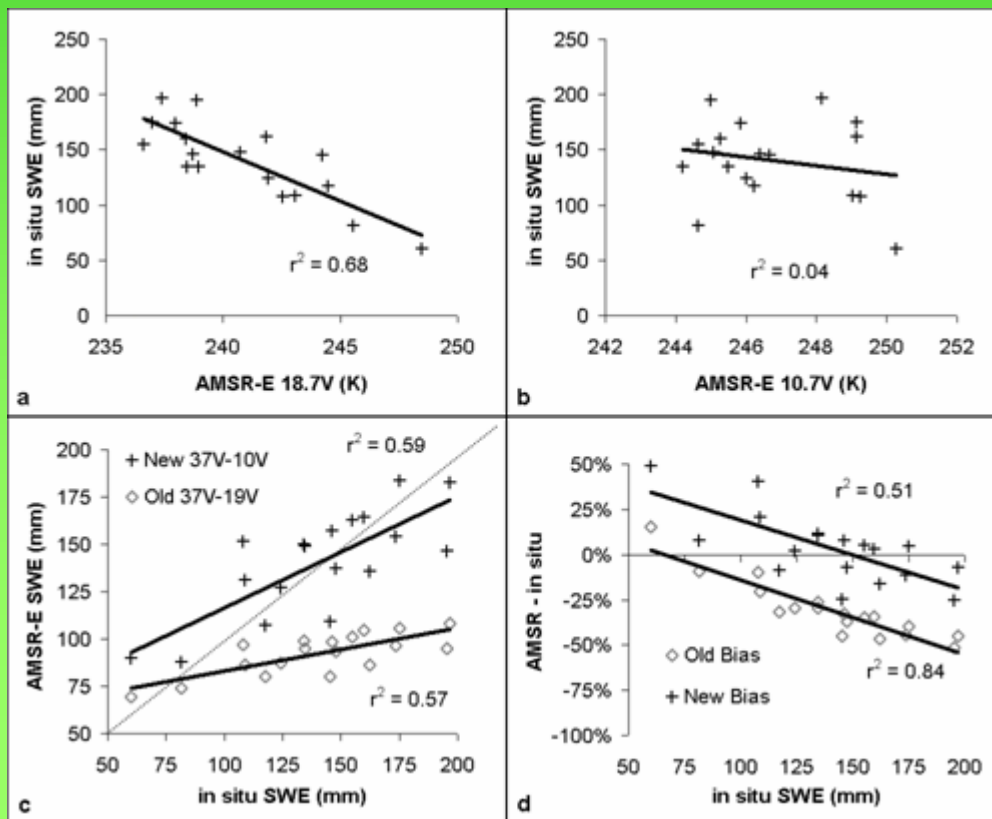 250
200
150
100
50
0
in situ SWE (mm)
r² = 0.68
235 240 245 250
AMSR-E 18.7V (K)
a
250
200
150
100
50
0
in situ SWE (mm)
r² = 0.04
242 244 246 248 250 252
AMSR-E 10.7V (K)
b
200
175
150
125
100
75
50
AMSR-E SWE (mm)
New 37V-10V
Old 37V-19V
r² = 0.59
r² = 0.57
50 75 100 125 150 175 200
in situ SWE (mm)
c
50%
25%
0%
-25%
-50%
-75%
-100%
AMSR - in situ
r² = 0.51
Old Bias
New Bias
r² = 0.84
50 75 100 125 150 175 200
in situ SWE (mm)
d